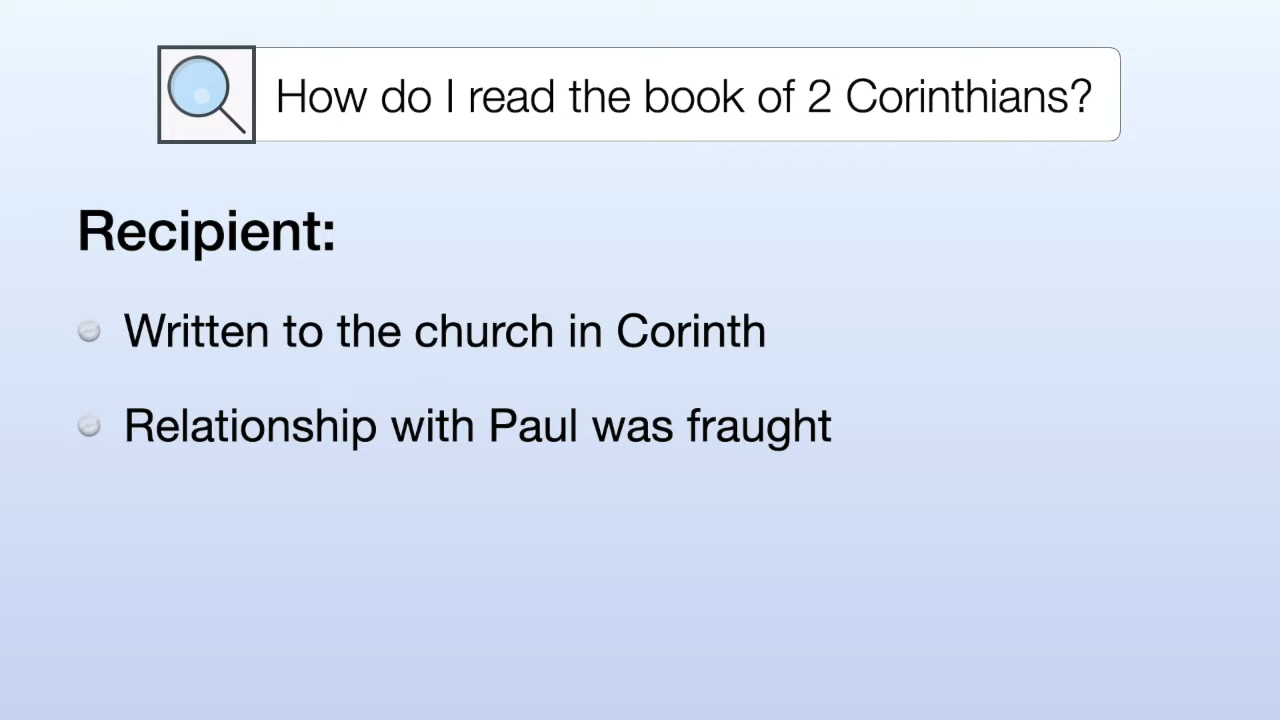 How do I read the book of 2 Corinthians?
Recipient:
Written to the church in Corinth
Relationship with Paul was fraught